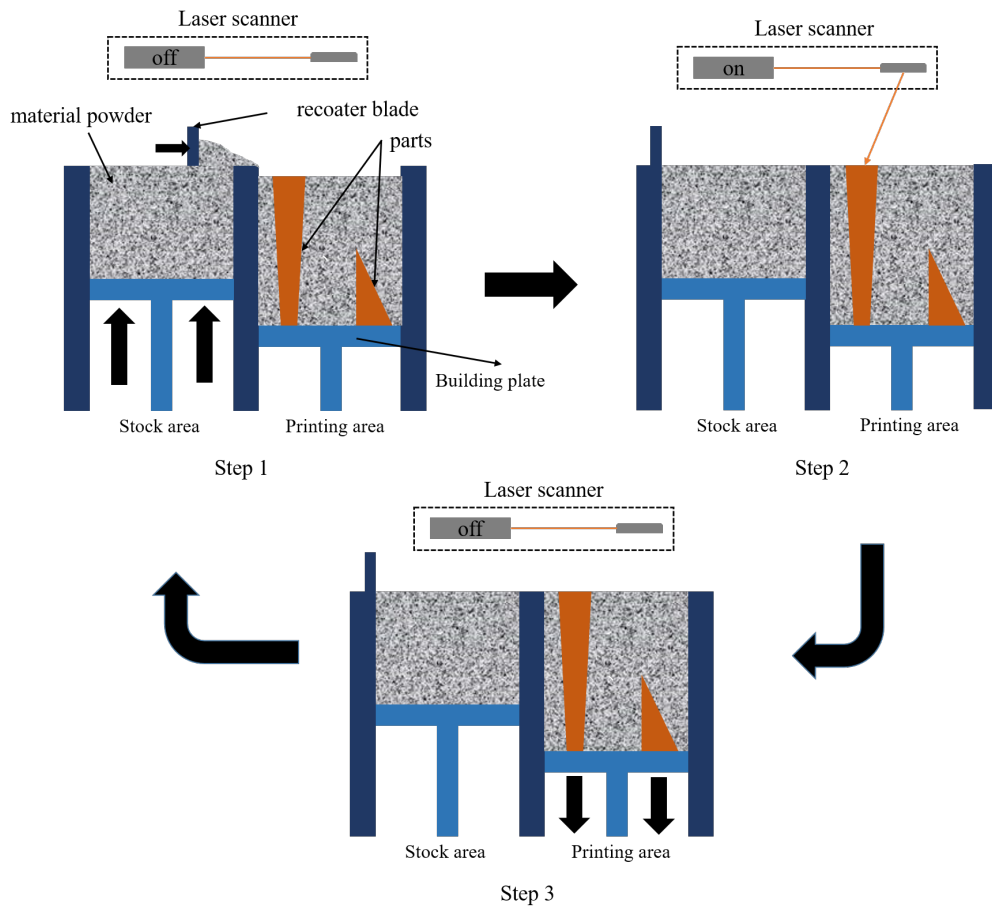 Laser scanner
off
recoater blade
material powder
parts
Building plate
Stock area
Printing area
Step 1
Laser scanner
on
Stock area
Printing area
Step 2
Laser scanner
off
Stock area
Printing area
Step 3